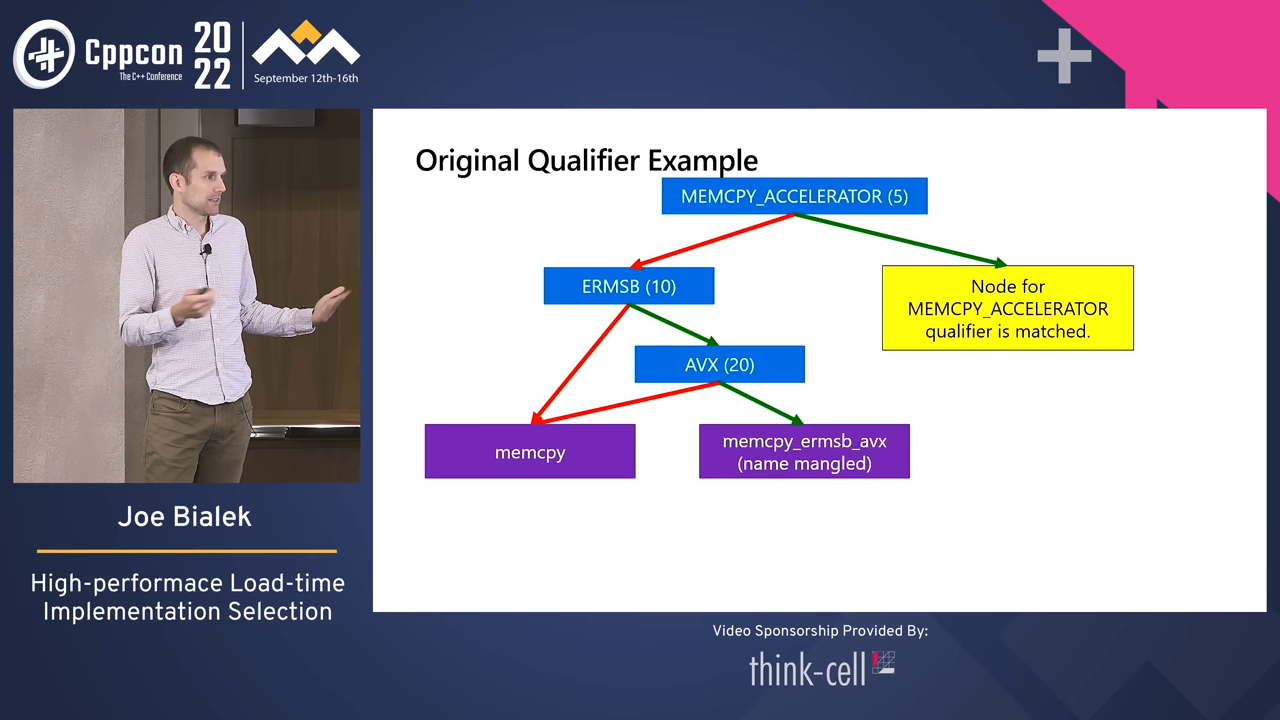 Cppcon
The C++ Conference
20
22
September 12th-16th
Original Qualifier Example
MEMCPY_ACCELERATOR (5)
ERMSB (10)
Node for
MEMCPY_ACCELERATOR
qualifier is matched.
AVX (20)
memcpy
memcpy_ermsb_avx
(name mangled)
Joe Bialek
High-performace Load-time
Implementation Selection
Video Sponsorship Provided By:
think-cell